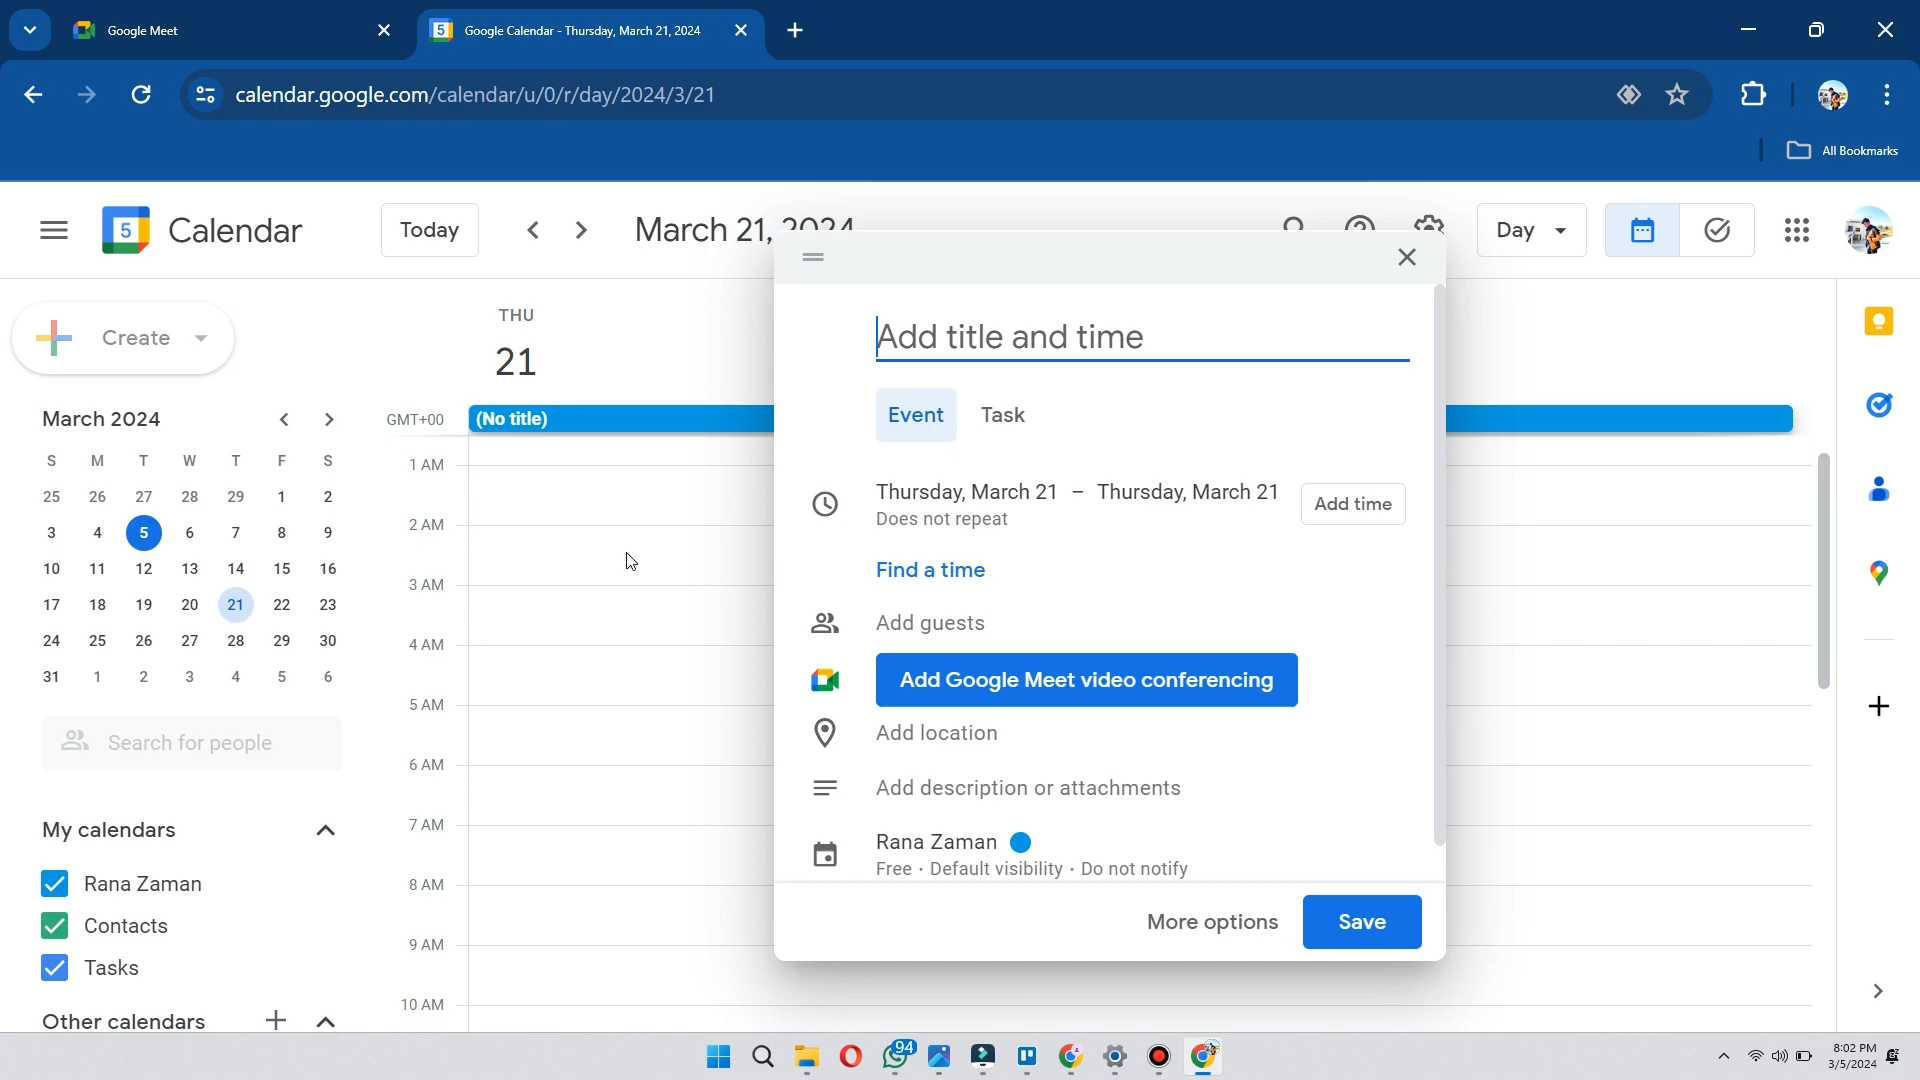 Google Meet
Google Calendar - Thursday, March 21, 2024
calendar.google.com/calendar/u/0/r/day/2024/3/21
All Bookmarks
5
Calendar
Today
March 21, 2024
Day
Create
THU
21
GMT+00
(No title)
March 2024
S M T W T F S
25 26 27 28 29 1 2
3 4 5 6 7 8 9
10 11 12 13 14 15 16
17 18 19 20 21 22 23
24 25 26 27 28 29 30
31 1 2 3 4 5 6
Search for people
My calendars
Rana Zaman
Contacts
Tasks
Other calendars
1 AM
2 AM
3 AM
4 AM
5 AM
6 AM
7 AM
8 AM
9 AM
10 AM
Add title and time
Event Task
Thursday, March 21 – Thursday, March 21
Add time
Does not repeat
Find a time
Add guests
Add Google Meet video conferencing
Add location
Add description or attachments
Rana Zaman
Free · Default visibility · Do not notify
More options
Save
94
8:02 PM
3/5/2024